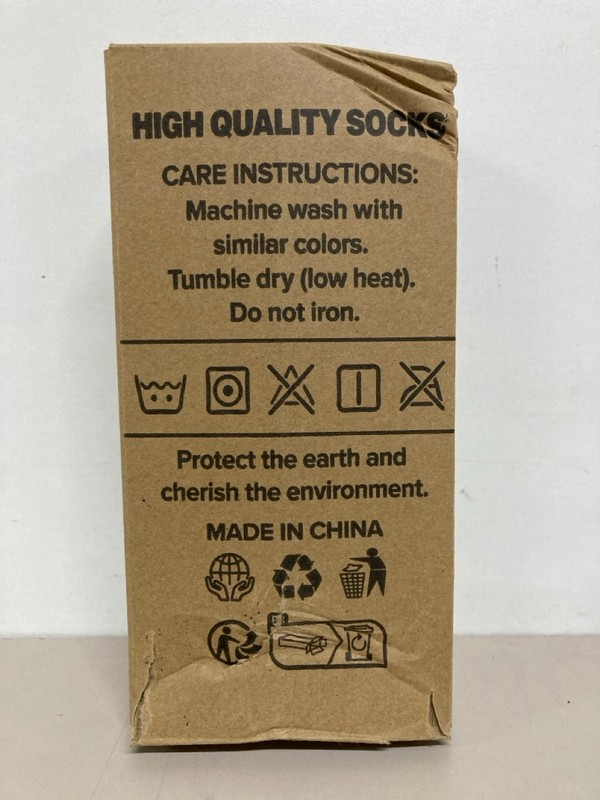 HIGH QUALITY SOCKS
CARE INSTRUCTIONS:
Machine wash with
similar colors.
Tumble dry (low heat).
Do not iron.
Protect the earth and
cherish the environment.
MADE IN CHINA
FR